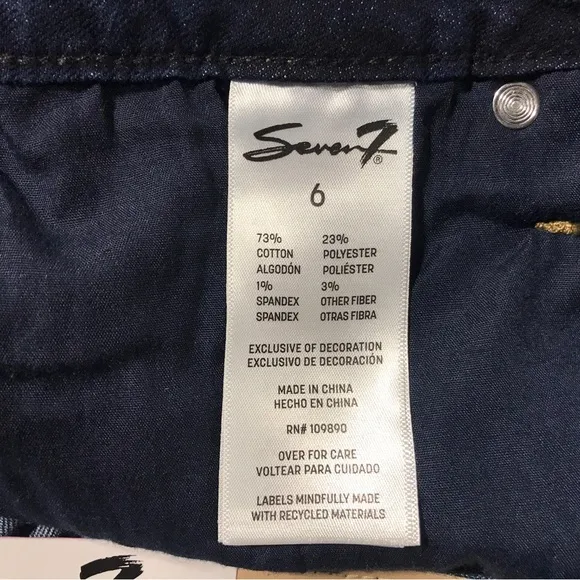 Seven7®
6
73% 23%
COTTON POLYESTER
ALGODÓN POLIÉSTER
1% 3%
SPANDEX OTHER FIBER
SPANDEX OTRAS FIBRA
EXCLUSIVE OF DECORATION
EXCLUSIVO DE DECORACIÓN
MADE IN CHINA
HECHO EN CHINA
RN# 109890
OVER FOR CARE
VOLTEAR PARA CUIDADO
LABELS MINDFULLY MADE
WITH RECYCLED MATERIALS